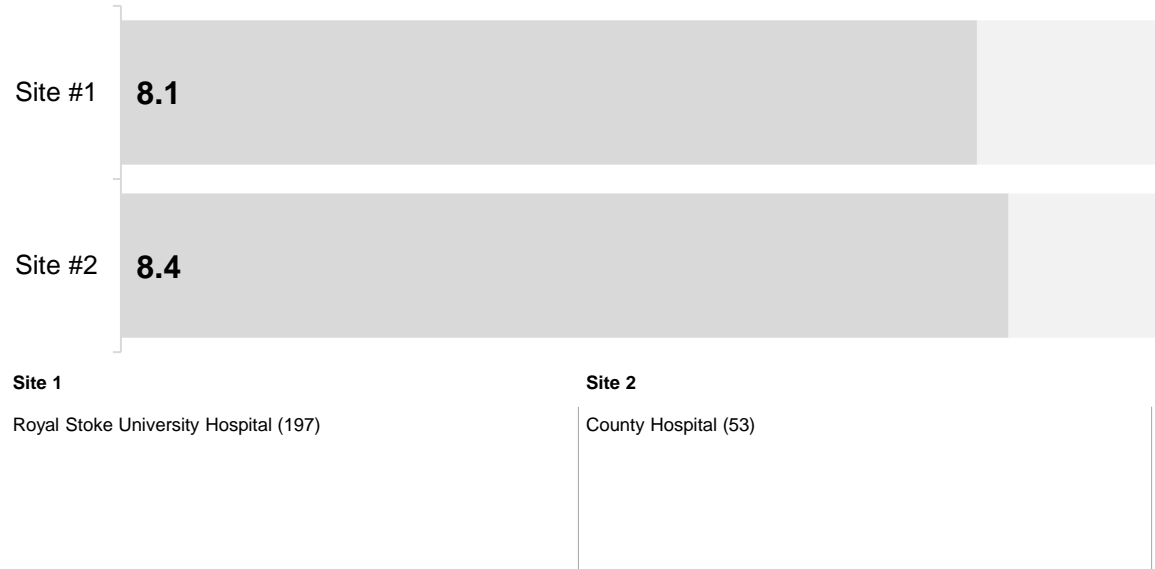 Site #1
8.1
Site #2
8.4
Site 1
Site 2
Royal Stoke University Hospital (197)
County Hospital (53)